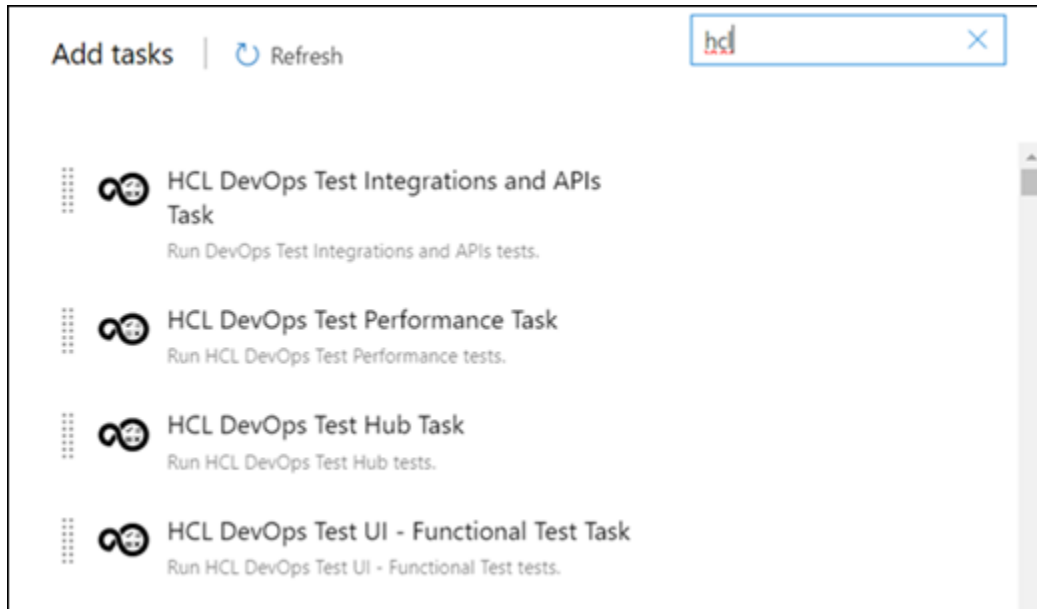 Add tasks
Refresh
hcl
HCL DevOps Test Integrations and APIs
Task
Run DevOps Test Integrations and APIs tests.
HCL DevOps Test Performance Task
Run HCL DevOps Test Performance tests.
HCL DevOps Test Hub Task
Run HCL DevOps Test Hub tests.
HCL DevOps Test UI - Functional Test Task
Run HCL DevOps Test UI - Functional Test tests.